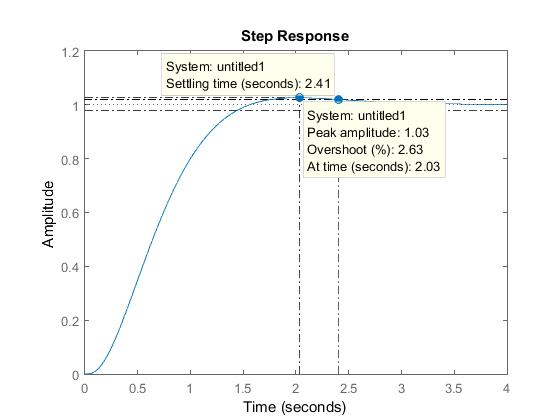 Step Response
System: untitled1
Settling time (seconds): 2.41
System: untitled1
Peak amplitude: 1.03
Overshoot (%): 2.63
At time (seconds): 2.03
Amplitude
1.2
1
0.8
0.6
0.4
0.2
0
0 0.5 1 1.5 2 2.5 3 3.5 4
Time (seconds)